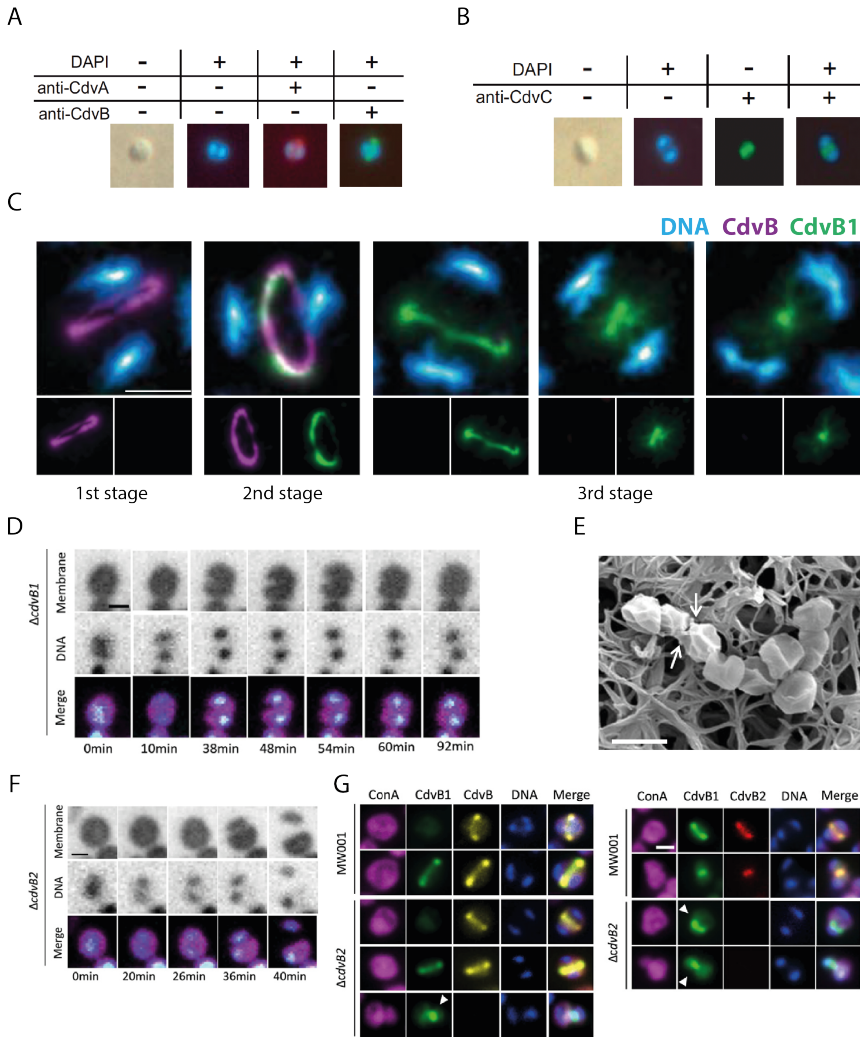 A
DAPI - + + +
anti-CdvA - - + -
anti-CdvB - - - +
B
DAPI - + - +
anti-CdvC - - + +
C
DNA CdvB CdvB1
1st stage 2nd stage 3rd stage
D
ΔcdvB1
Membrane
DNA
Merge
0min 10min 38min 48min 54min 60min 92min
E
F
ΔcdvB2
Membrane
DNA
Merge
0min 20min 26min 36min 40min
G
ConA CdvB1 CdvB DNA Merge
MW001
ΔcdvB2
ConA CdvB1 CdvB2 DNA Merge
MW001
ΔcdvB2